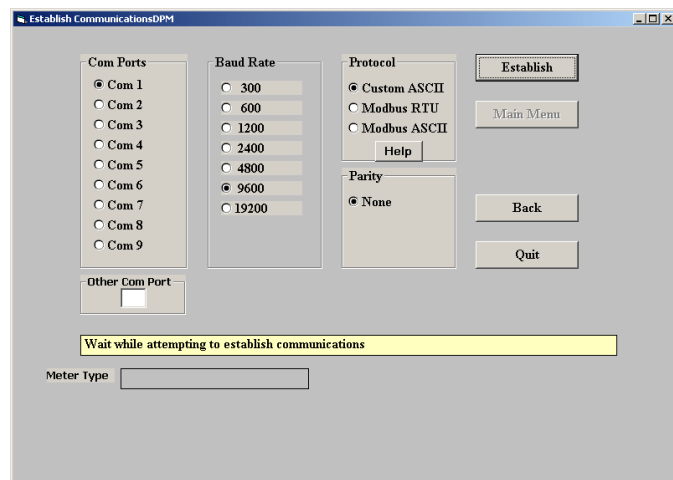 Establish CommunicationsDPM
Com Ports
Com 1
Com 2
Com 3
Com 4
Com 5
Com 6
Com 7
Com 8
Com 9
Other Com Port
Baud Rate
300
600
1200
2400
4800
9600
19200
Protocol
Custom ASCII
Modbus RTU
Modbus ASCII
Help
Parity
None
Establish
Main Menu
Back
Quit
Wait while attempting to establish communications
Meter Type